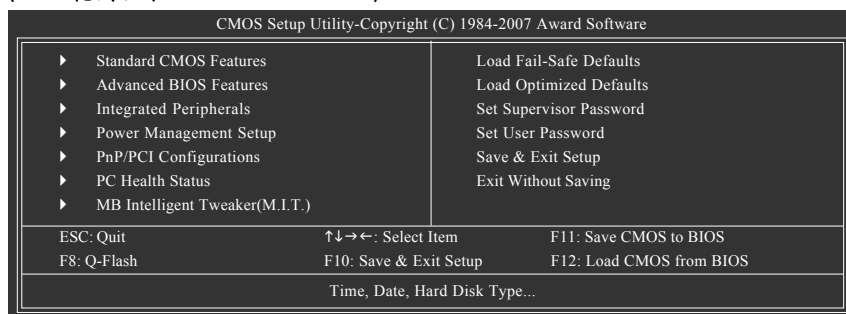 CMOS Setup Utility-Copyright (C) 1984-2007 Award Software
Standard CMOS Features
Advanced BIOS Features
Integrated Peripherals
Power Management Setup
PnP/PCI Configurations
PC Health Status
MB Intelligent Tweaker(M.I.T.)
Load Fail-Safe Defaults
Load Optimized Defaults
Set Supervisor Password
Set User Password
Save & Exit Setup
Exit Without Saving
ESC: Quit ↑↓→←: Select Item F11: Save CMOS to BIOS
F8: Q-Flash F10: Save & Exit Setup F12: Load CMOS from BIOS
Time, Date, Hard Disk Type...